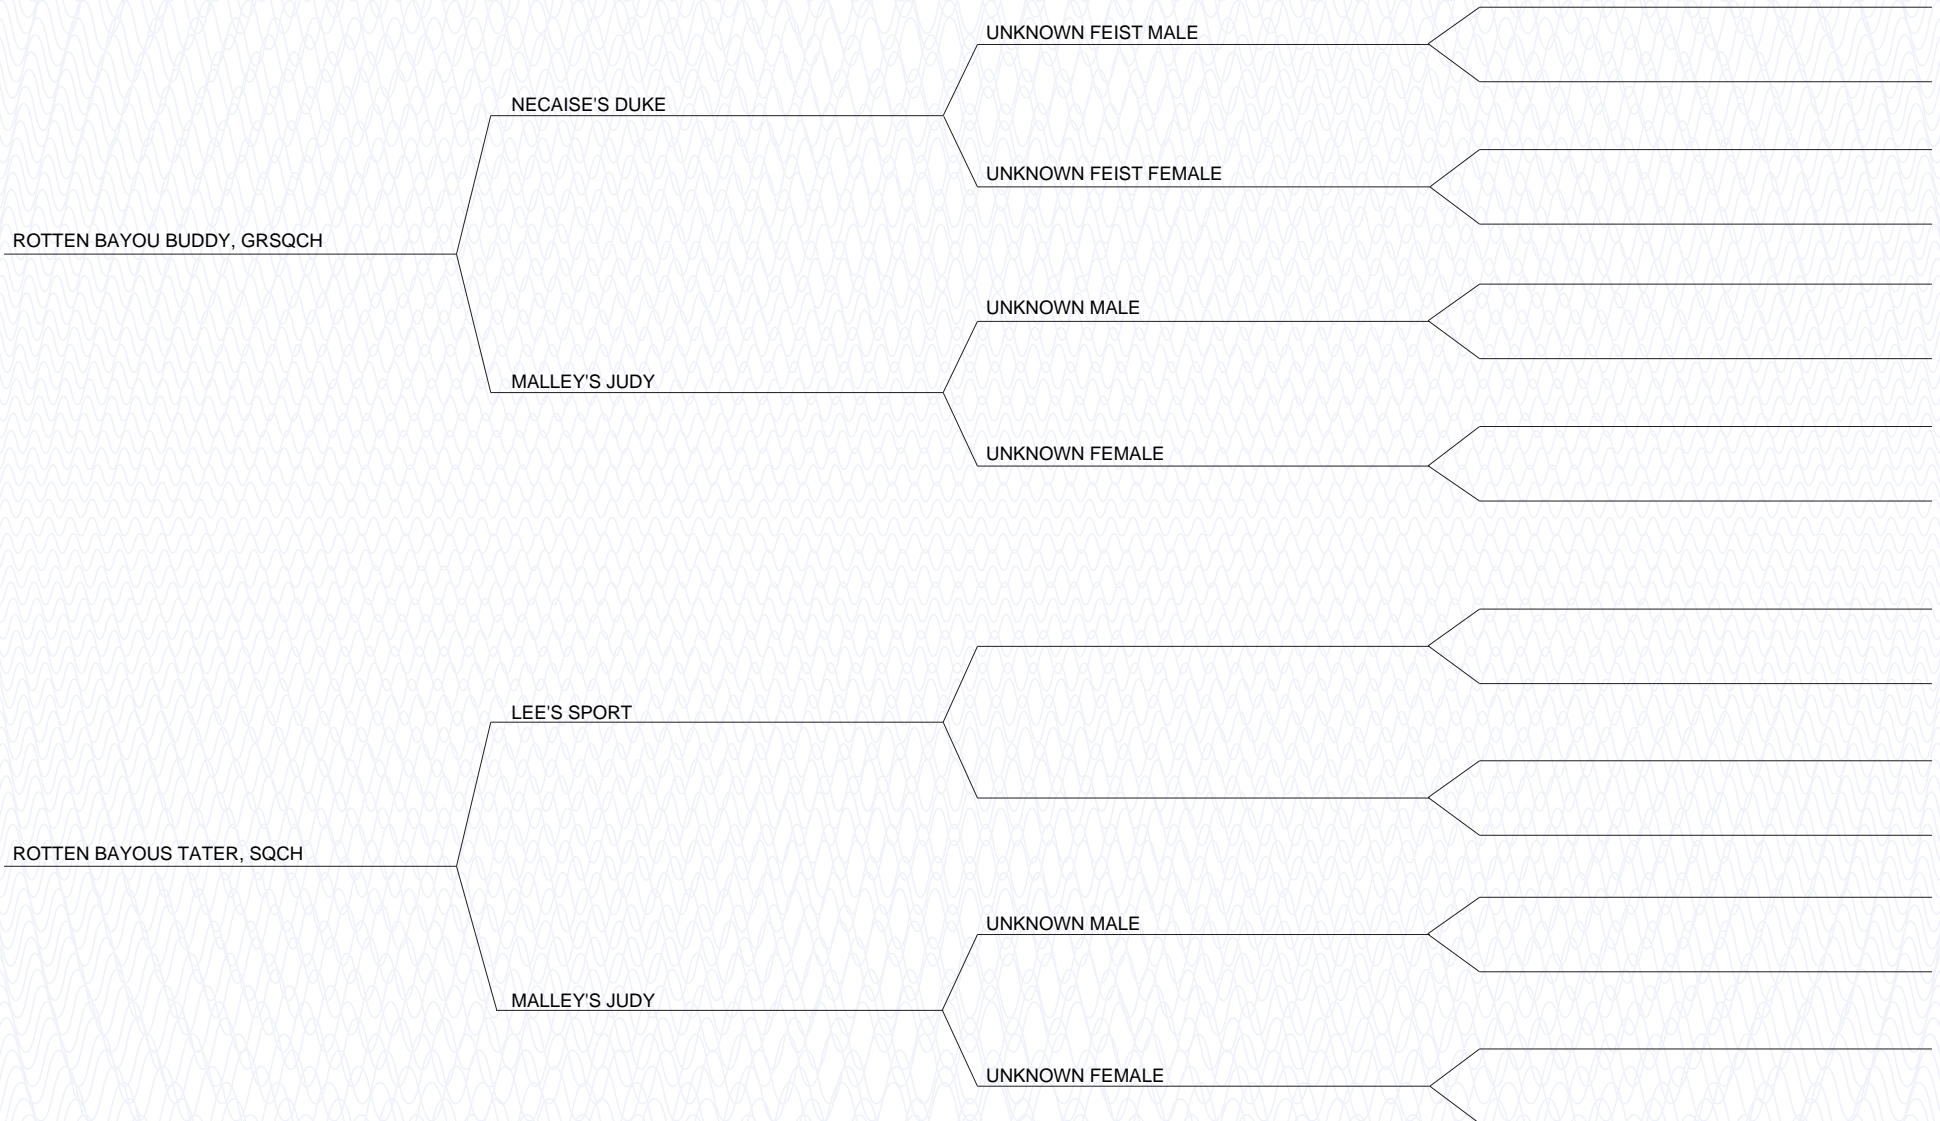 UNKNOWN FEIST MALE
NECAISE'S DUKE
UNKNOWN FEIST FEMALE
ROTTEN BAYOU BUDDY, GRSQCH
UNKNOWN MALE
MALLEY'S JUDY
UNKNOWN FEMALE
LEE'S SPORT
ROTTEN BAYOUS TATER, SQCH
UNKNOWN MALE
MALLEY'S JUDY
UNKNOWN FEMALE